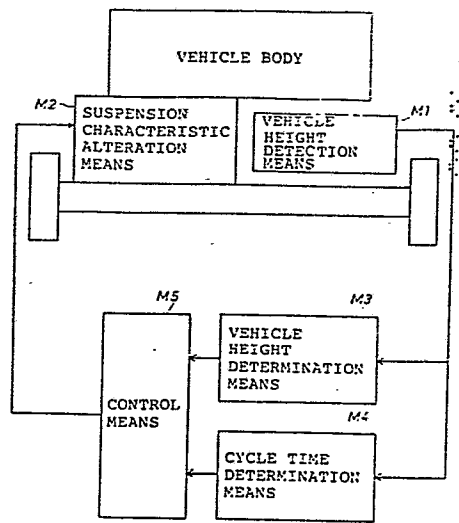 VEHICLE BODY
M2
SUSPENSION
CHARACTERISTIC
ALTERATION
MEANS
M1
VEHICLE
HEIGHT
DETECTION
MEANS
M5
CONTROL
MEANS
M3
VEHICLE
HEIGHT
DETERMINATION
MEANS
M4
CYCLE TIME
DETERMINATION
MEANS